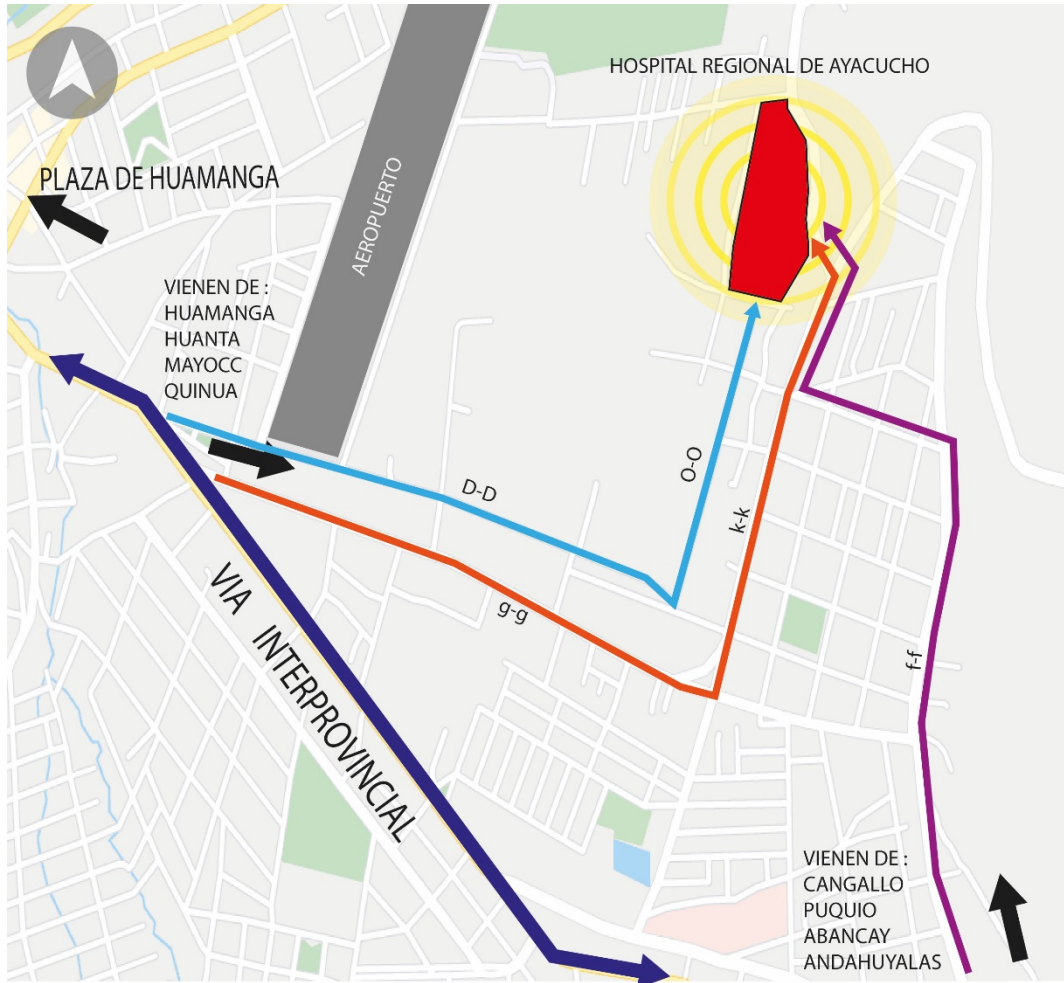 HOSPITAL REGIONAL DE AYACUCHO
PLAZA DE HUAMANGA
AEROPUERTO
VIENEN DE :
HUAMANGA
HUANTA
MAYOCC
QUINUA
D-D
O-O
k-k
g-g
f-f
VIA INTERPROVINCIAL
VIENEN DE :
CANGALLO
PUQUIO
ABANCAY
ANDAHUYALAS